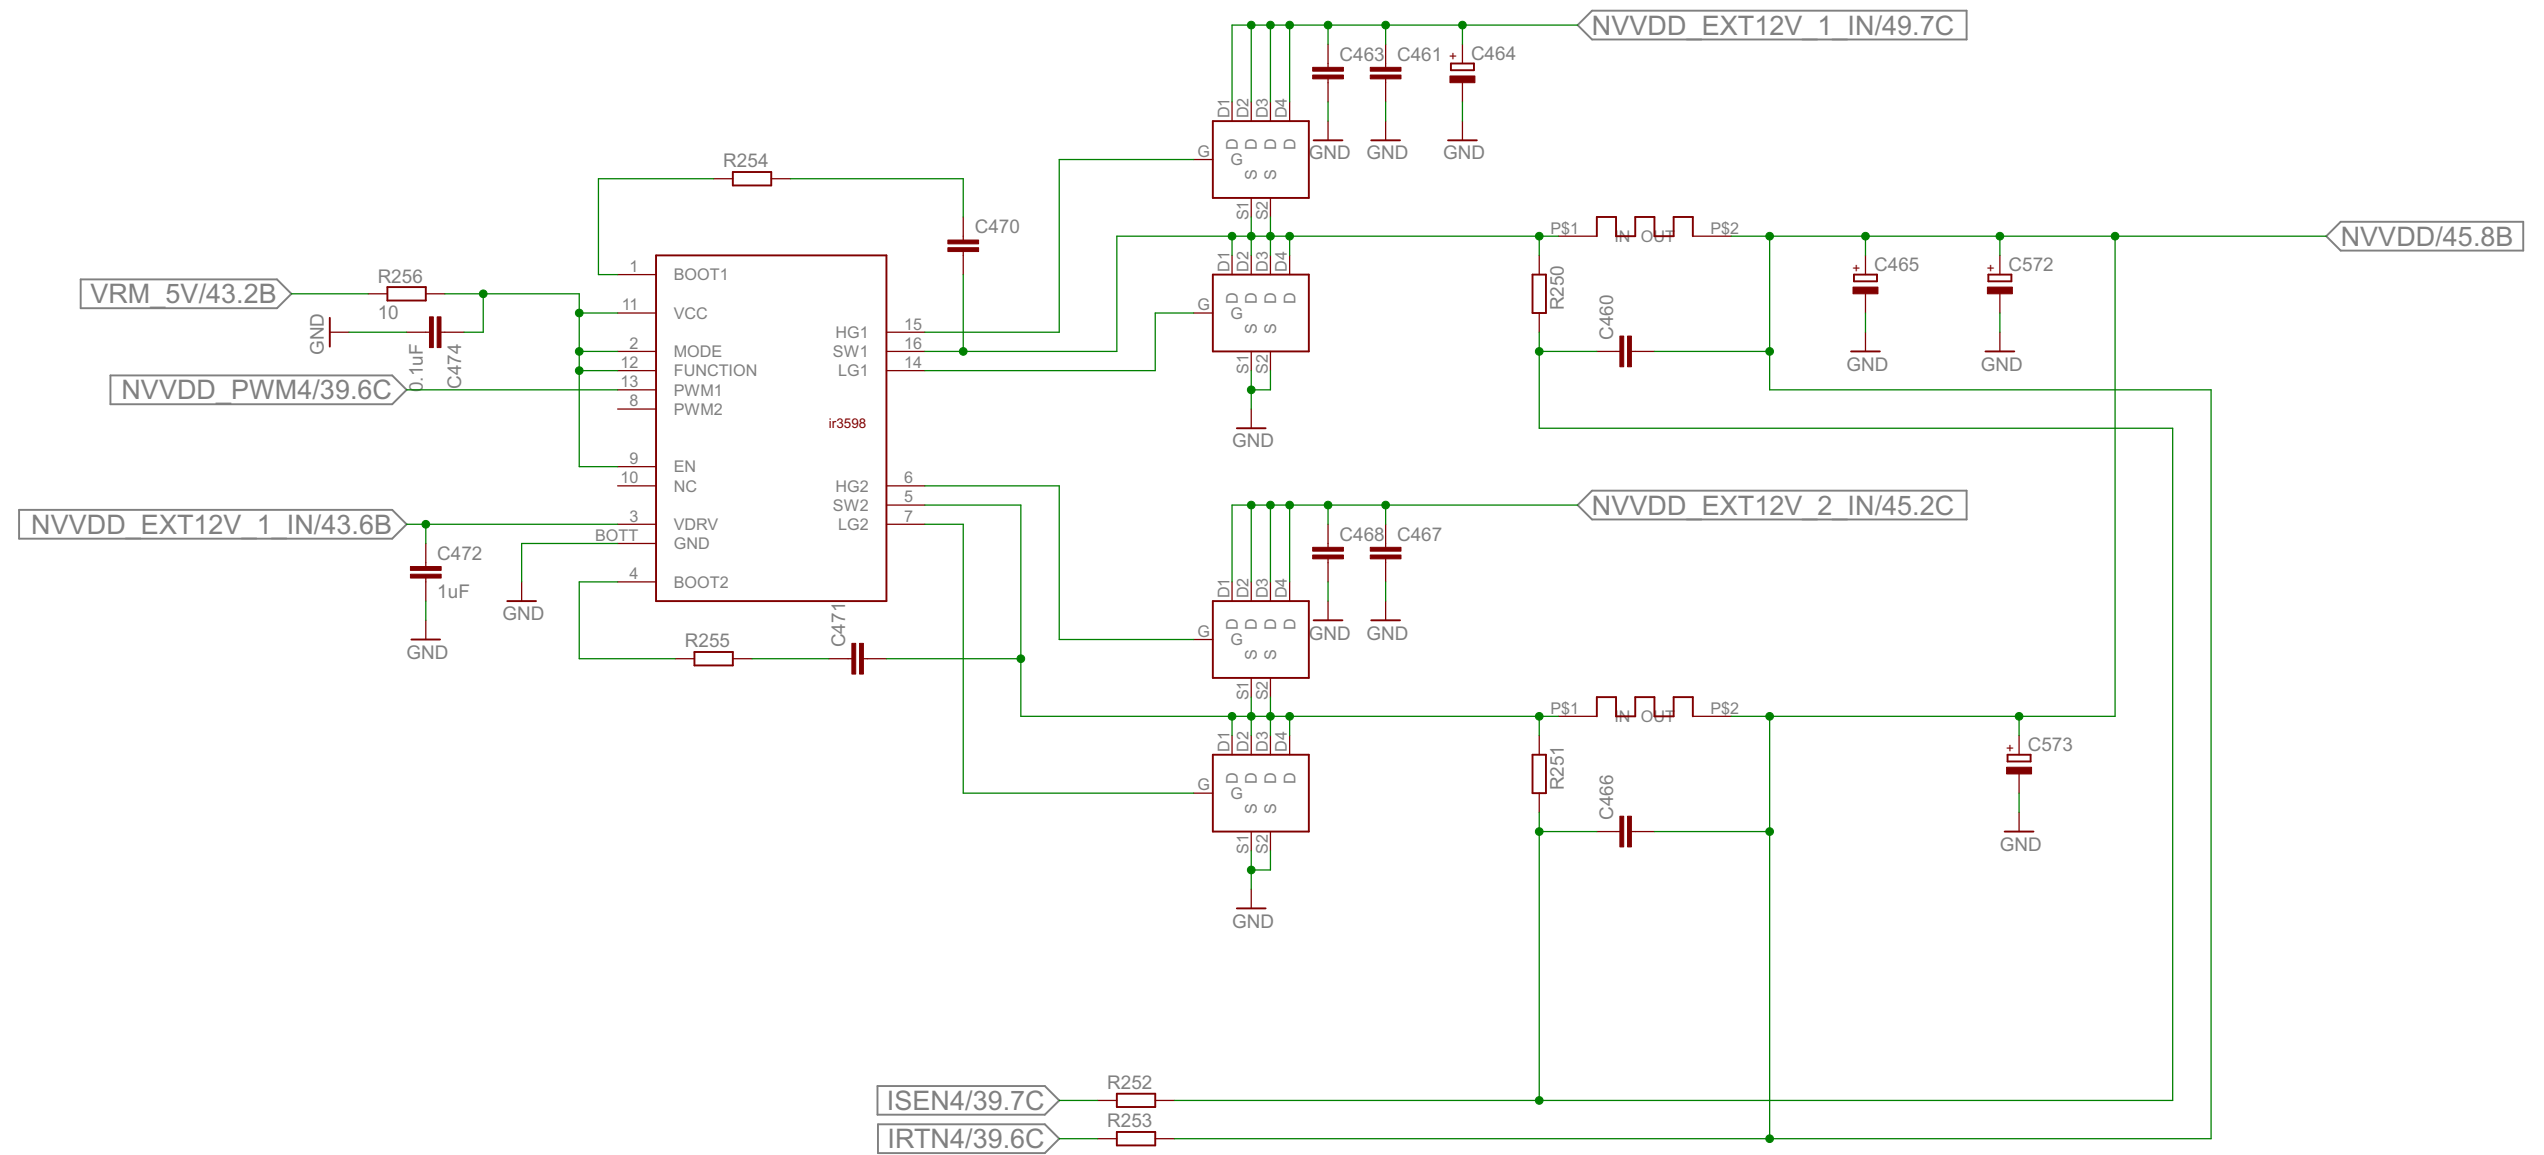 NVVDD_EXT12V_1_IN/49.7C
C463 C461 + C464
D1 D2 D3 D4
G D D D D
G
S S
GND GND GND
S1 S2
R254
C470
P$1 IN OUT P$2
NVVDD/45.8B
D1 D2 D3 D4
G D D D D
G
S S
S1 S2
GND
R250
C460
+ C465
GND
+ C572
GND
VRM_5V/43.2B
R256
10
GND
0.1uF
C474
NVVDD_PWM4/39.6C
1 BOOT1
11 VCC
2 MODE
12 FUNCTION
13 PWM1
8 PWM2
ir3598
9 EN
10 NC
3 VDRV
BOTT GND
4 BOOT2
HG1 15
SW1 16
LG1 14
HG2 6
SW2 5
LG2 7
NVVDD_EXT12V_1_IN/43.6B
C472
1uF
GND
GND
R255
C471
NVVDD_EXT12V_2_IN/45.2C
C468 C467
D1 D2 D3 D4
G D D D D
G
S S
GND GND
S1 S2
P$1 IN OUT P$2
D1 D2 D3 D4
G D D D D
G
S S
S1 S2
GND
R251
C466
+ C573
GND
ISEN4/39.7C
R252
IRTN4/39.6C
R253